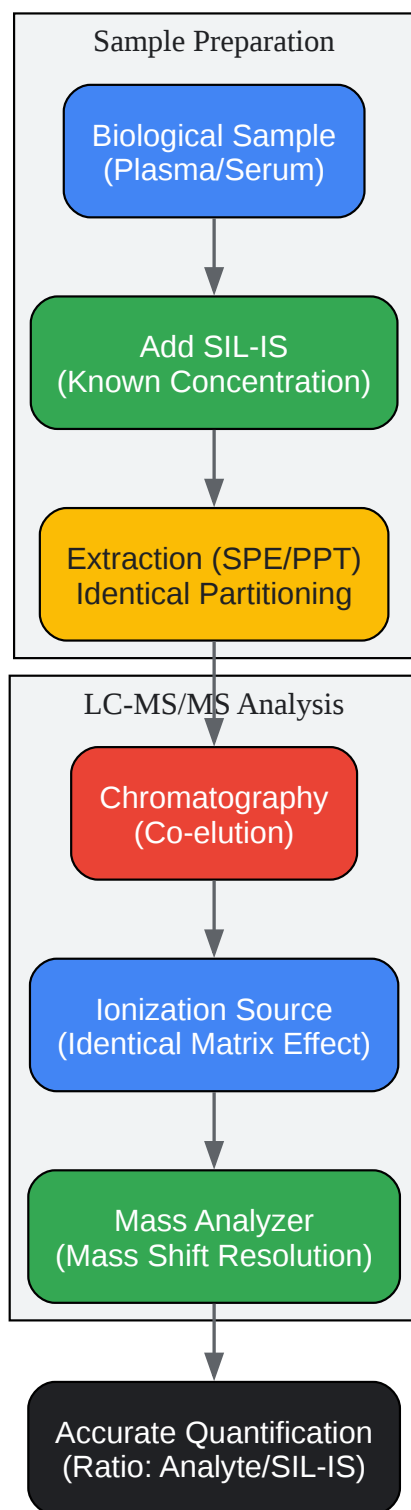 Sample Preparation
Biological Sample
(Plasma/Serum)
Add SIL-IS
(Known Concentration)
Extraction (SPE/PPT)
Identical Partitioning
LC-MS/MS Analysis
Chromatography
(Co-elution)
Ionization Source
(Identical Matrix Effect)
Mass Analyzer
(Mass Shift Resolution)
Accurate Quantification
(Ratio: Analyte/SIL-IS)